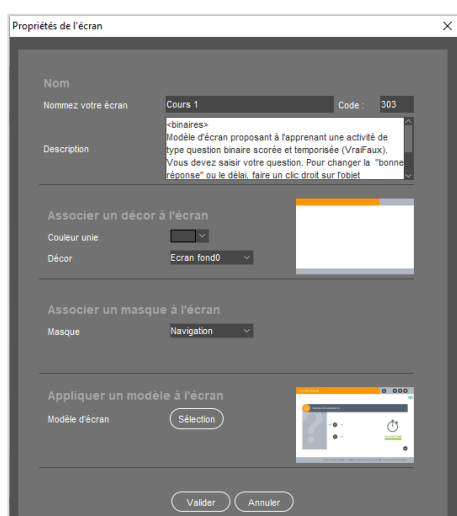 Propriétés de l'écran
Nom
Nommez votre écran Cours 1 Code : 303
Description
<binaires>
Modèle d'écran proposant à l'apprenant une activité de
type question binaire scorée et temporisée (VraiFaux).
Vous devez saisir votre question. Pour changer la "bonne
réponse" ou le délai, faire un clic droit sur l'objet
Associer un décor à l'écran
Couleur unie
Décor Ecran fond0
Associer un masque à l'écran
Masque Navigation
Appliquer un modèle à l'écran
Modèle d'écran Sélection
Valider Annuler